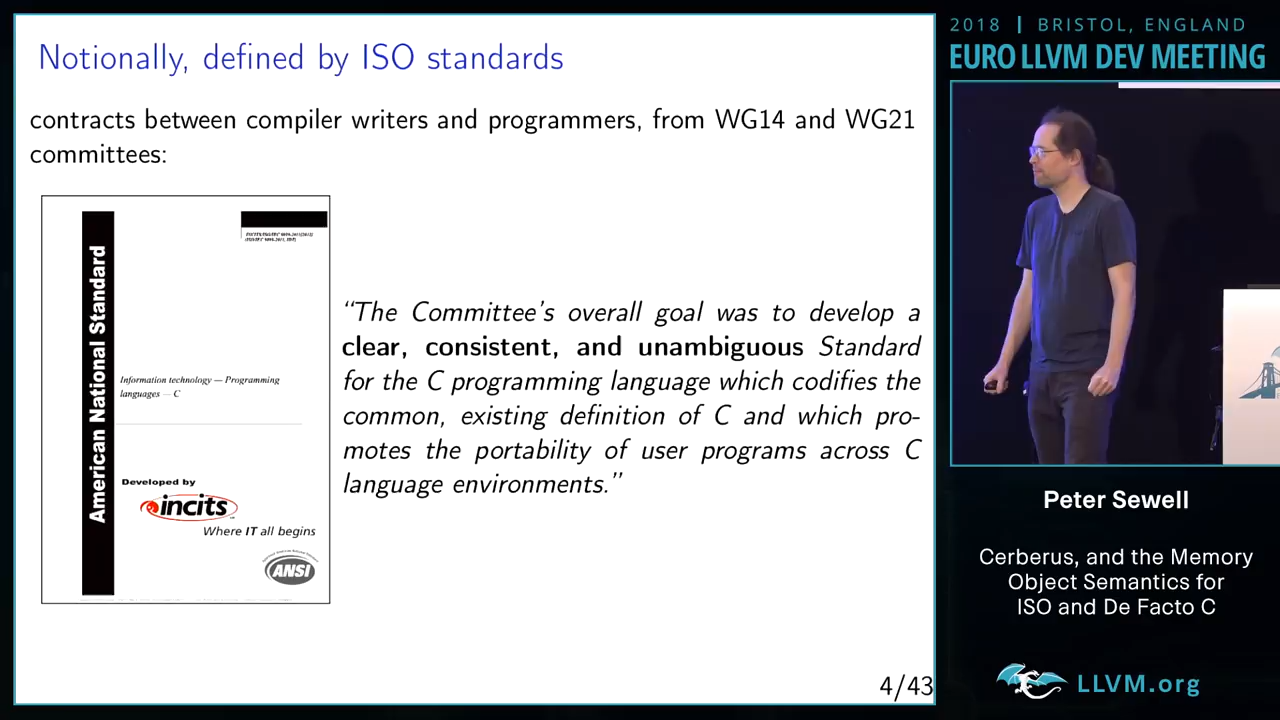 Notionally, defined by ISO standards
contracts between compiler writers and programmers, from WG14 and WG21
committees:
American National Standard
Information technology — Programming
languages — C
Developed by
incits
Where IT all begins
ANSI
“The Committee’s overall goal was to develop a
clear, consistent, and unambiguous Standard
for the C programming language which codifies the
common, existing definition of C and which pro-
motes the portability of user programs across C
language environments.”
4/43
2018 | BRISTOL, ENGLAND
EURO LLVM DEV MEETING
Peter Sewell
Cerberus, and the Memory
Object Semantics for
ISO and De Facto C
LLVM.org